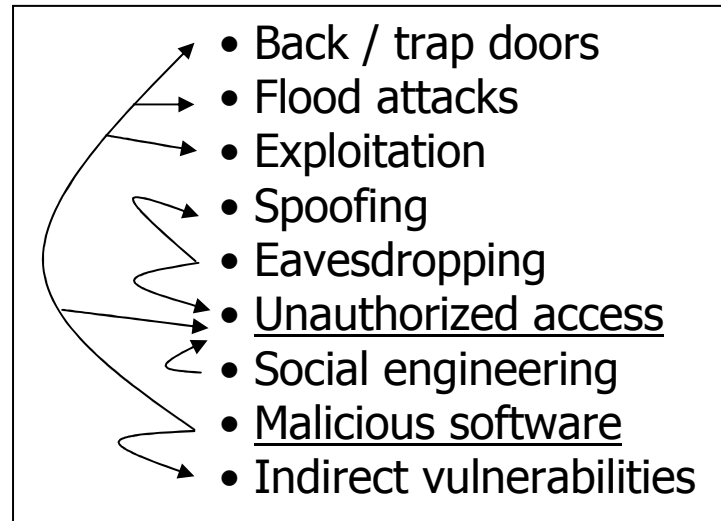 • Back / trap doors
• Flood attacks
• Exploitation
• Spoofing
• Eavesdropping
• Unauthorized access
• Social engineering
• Malicious software
• Indirect vulnerabilities